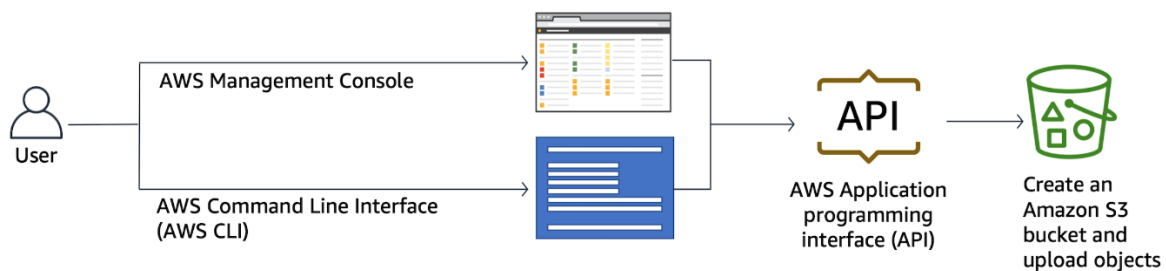 AWS Management Console
User
AWS Command Line Interface
(AWS CLI)
API
AWS Application
programming
interface (API)
Create an
Amazon S3
bucket and
upload objects